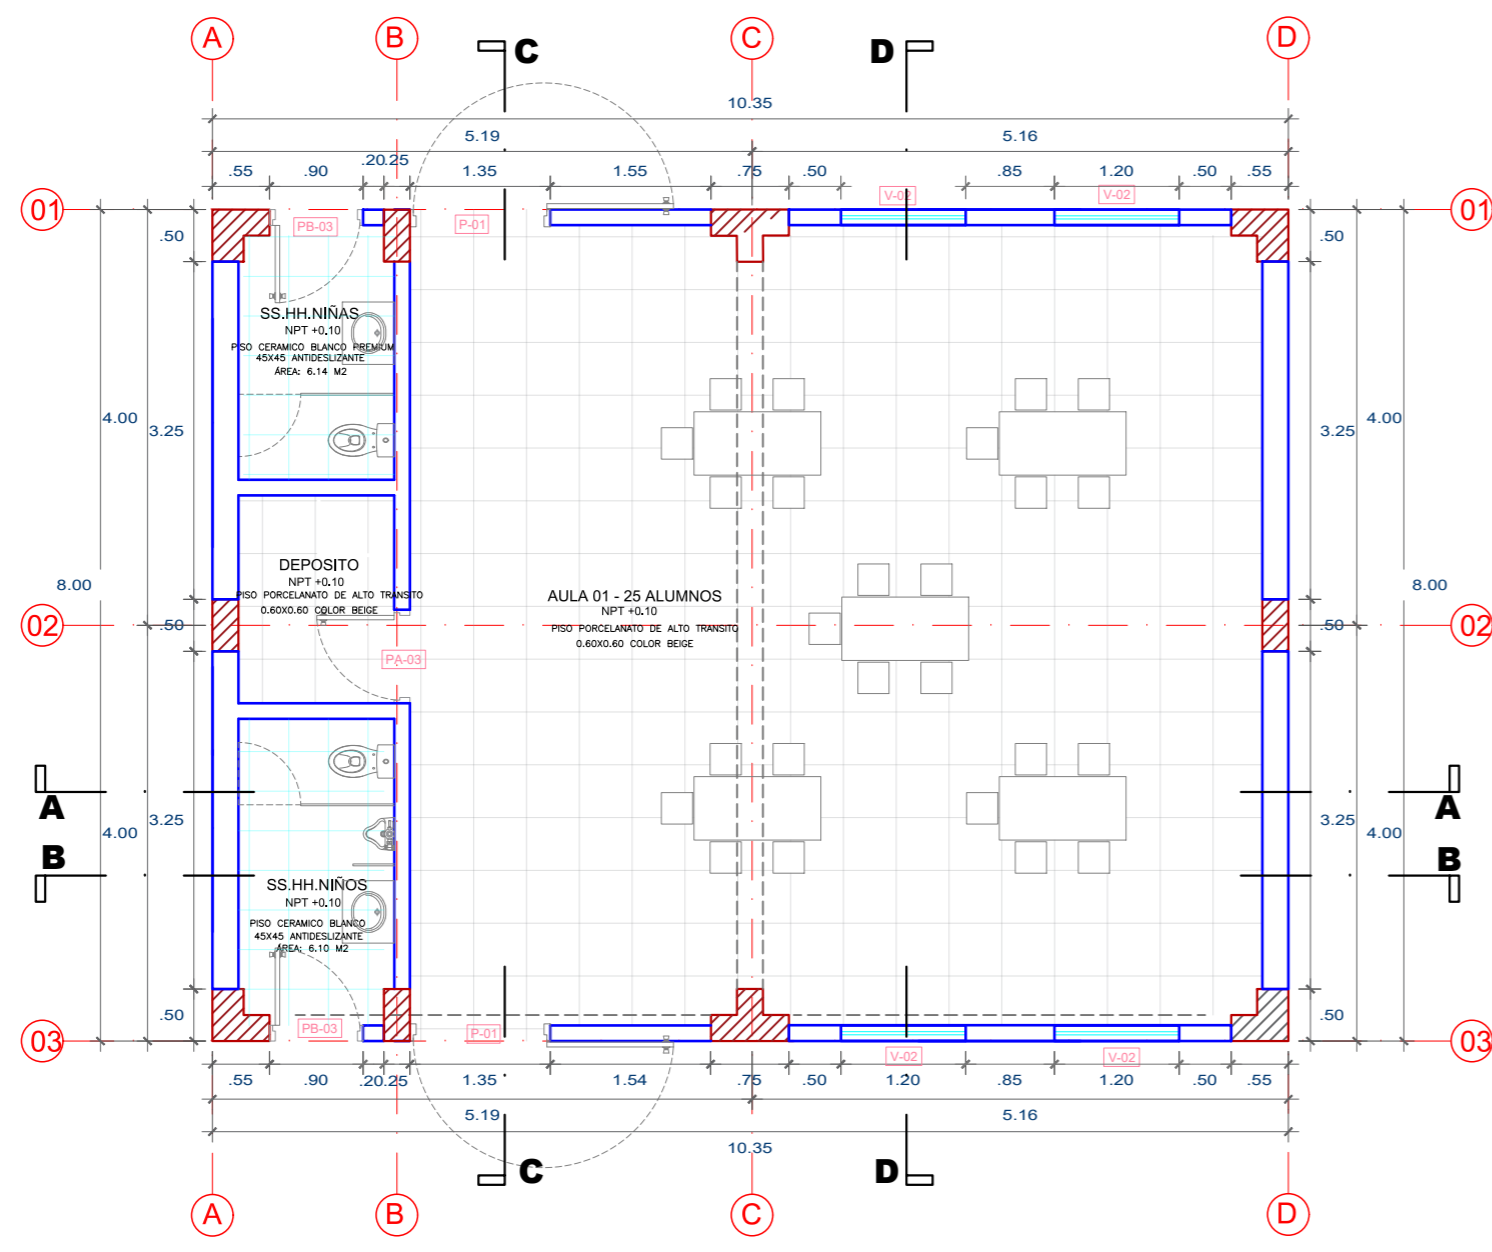 A B C D
C D
10.35
5.19 5.16
.55 .90 .20 .25 1.35 1.55 .75 .50 .85 1.20 .50 .55
V-02 V-02
01 01
PB-03 P-01
.50 .50
SS.HH.NIÑAS
NPT +0.10
PISO CERAMICO BLANCO PREMIUM
45X45 ANTIDESLIZANTE
ÁREA: 6.14 M2
4.00 3.25 3.25 4.00
DEPOSITO
NPT +0.10
PISO PORCELANATO DE ALTO TRANSITO
0.60X0.60 COLOR BEIGE
8.00 8.00
AULA 01 - 25 ALUMNOS
NPT +0.10
PISO PORCELANATO DE ALTO TRANSITO
0.60X0.60 COLOR BEIGE
02 .50 .50 02
PA-03
A A
4.00 3.25 3.25 4.00
B B
SS.HH.NIÑOS
NPT +0.10
PISO CERAMICO BLANCO
45X45 ANTIDESLIZANTE
ÁREA: 6.10 M2
.50 .50
PB-03 P-01
03 03
V-02 V-02
.55 .90 .20 .25 1.35 1.54 .75 .50 1.20 .85 1.20 .50 .55
5.19 5.16
10.35
C D
A B C D